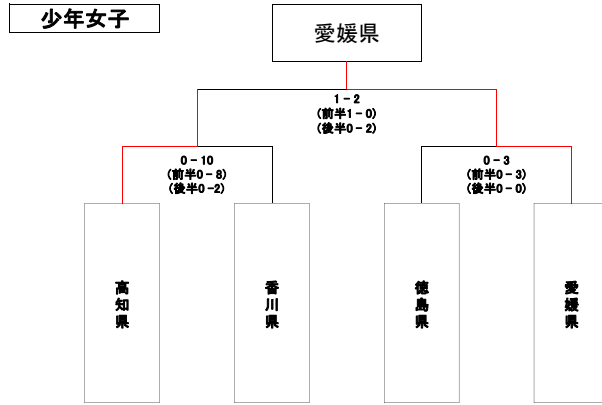 少年女子
愛媛県
1-2
(前半1-0)
(後半0-2)
0-10
(前半0-8)
(後半0-2)
0-3
(前半0-3)
(後半0-0)
高知県
香川県
徳島県
愛媛県